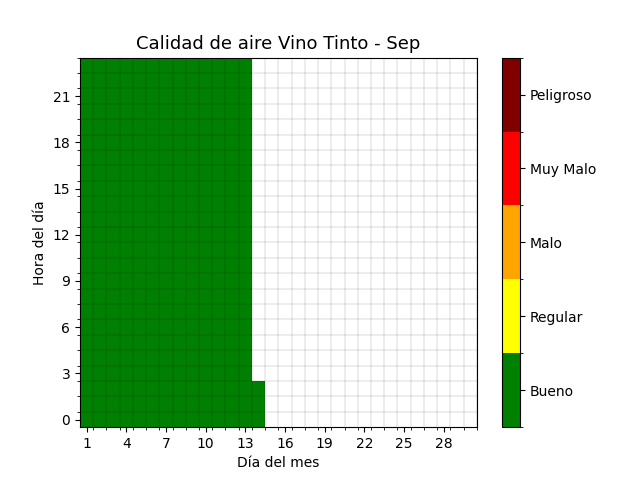 Calidad de aire Vino Tinto - Sep
Hora del día
21
18
15
12
9
6
3
0
1 4 7 10 13 16 19 22 25 28
Día del mes
Peligroso
Muy Malo
Malo
Regular
Bueno